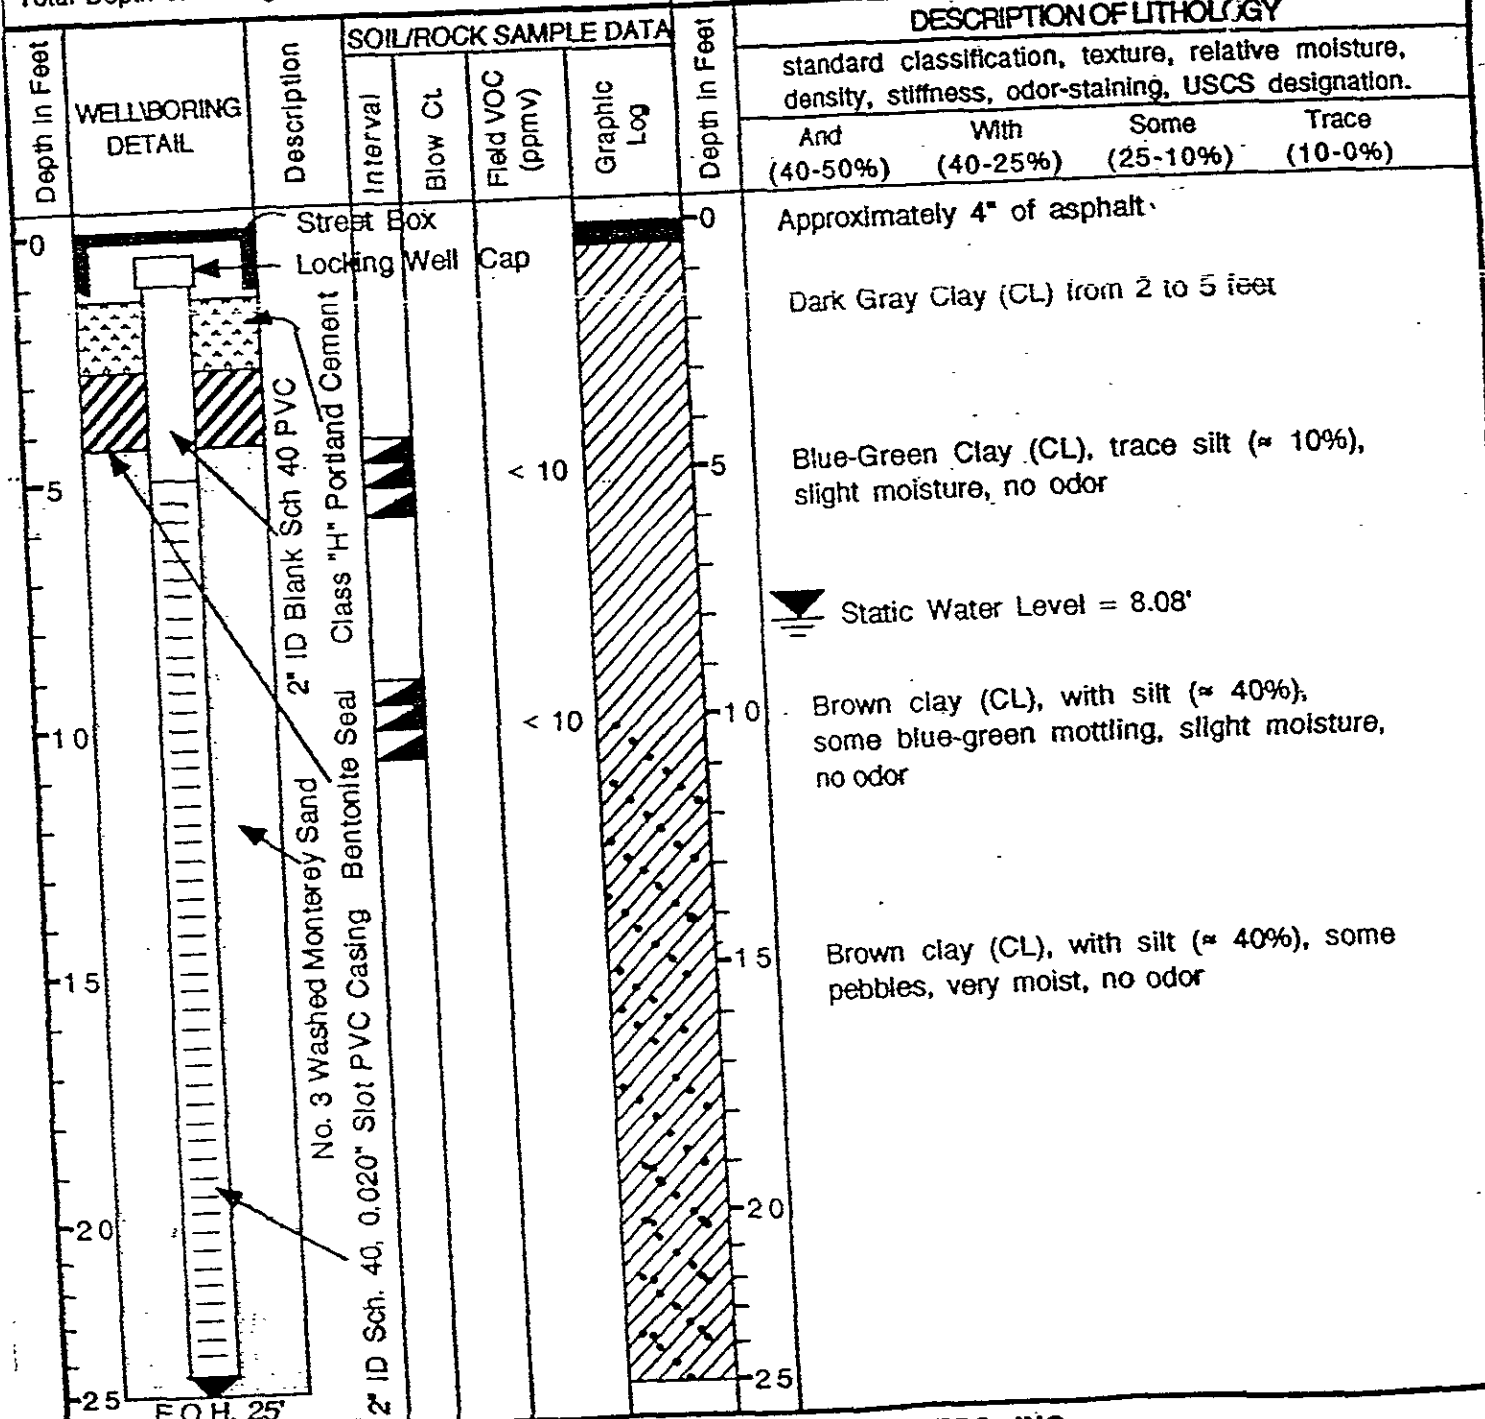 Total Depth
DESCRIPTION OF LITHOLOGY
SOIL/ROCK SAMPLE DATA
Depth in Feet
WELL\BORING
DETAIL
Description
Interval
Blow Ct.
Field VOC
(ppmv)
Graphic
Log
Depth in Feet
standard classification, texture, relative moisture,
density, stiffness, odor-staining, USCS designation.
And
(40-50%)
With
(40-25%)
Some
(25-10%)
Trace
(10-0%)
0
Street Box
Locking Well Cap
0
Approximately 4" of asphalt
Dark Gray Clay (CL) from 2 to 5 feet
5
< 10
5
Blue-Green Clay (CL), trace silt (≈ 10%),
slight moisture, no odor
Static Water Level = 8.08'
10
< 10
10
Brown clay (CL), with silt (≈ 40%),
some blue-green mottling, slight moisture,
no odor
15
15
Brown clay (CL), with silt (≈ 40%), some
pebbles, very moist, no odor
20
20
25
25
E.O.H. 25'
2" ID Blank Sch 40 PVC
Class "H" Portland Cement
No. 3 Washed Monterey Sand
Bentonite Seal
2" ID Sch. 40, 0.020" Slot PVC Casing
INC